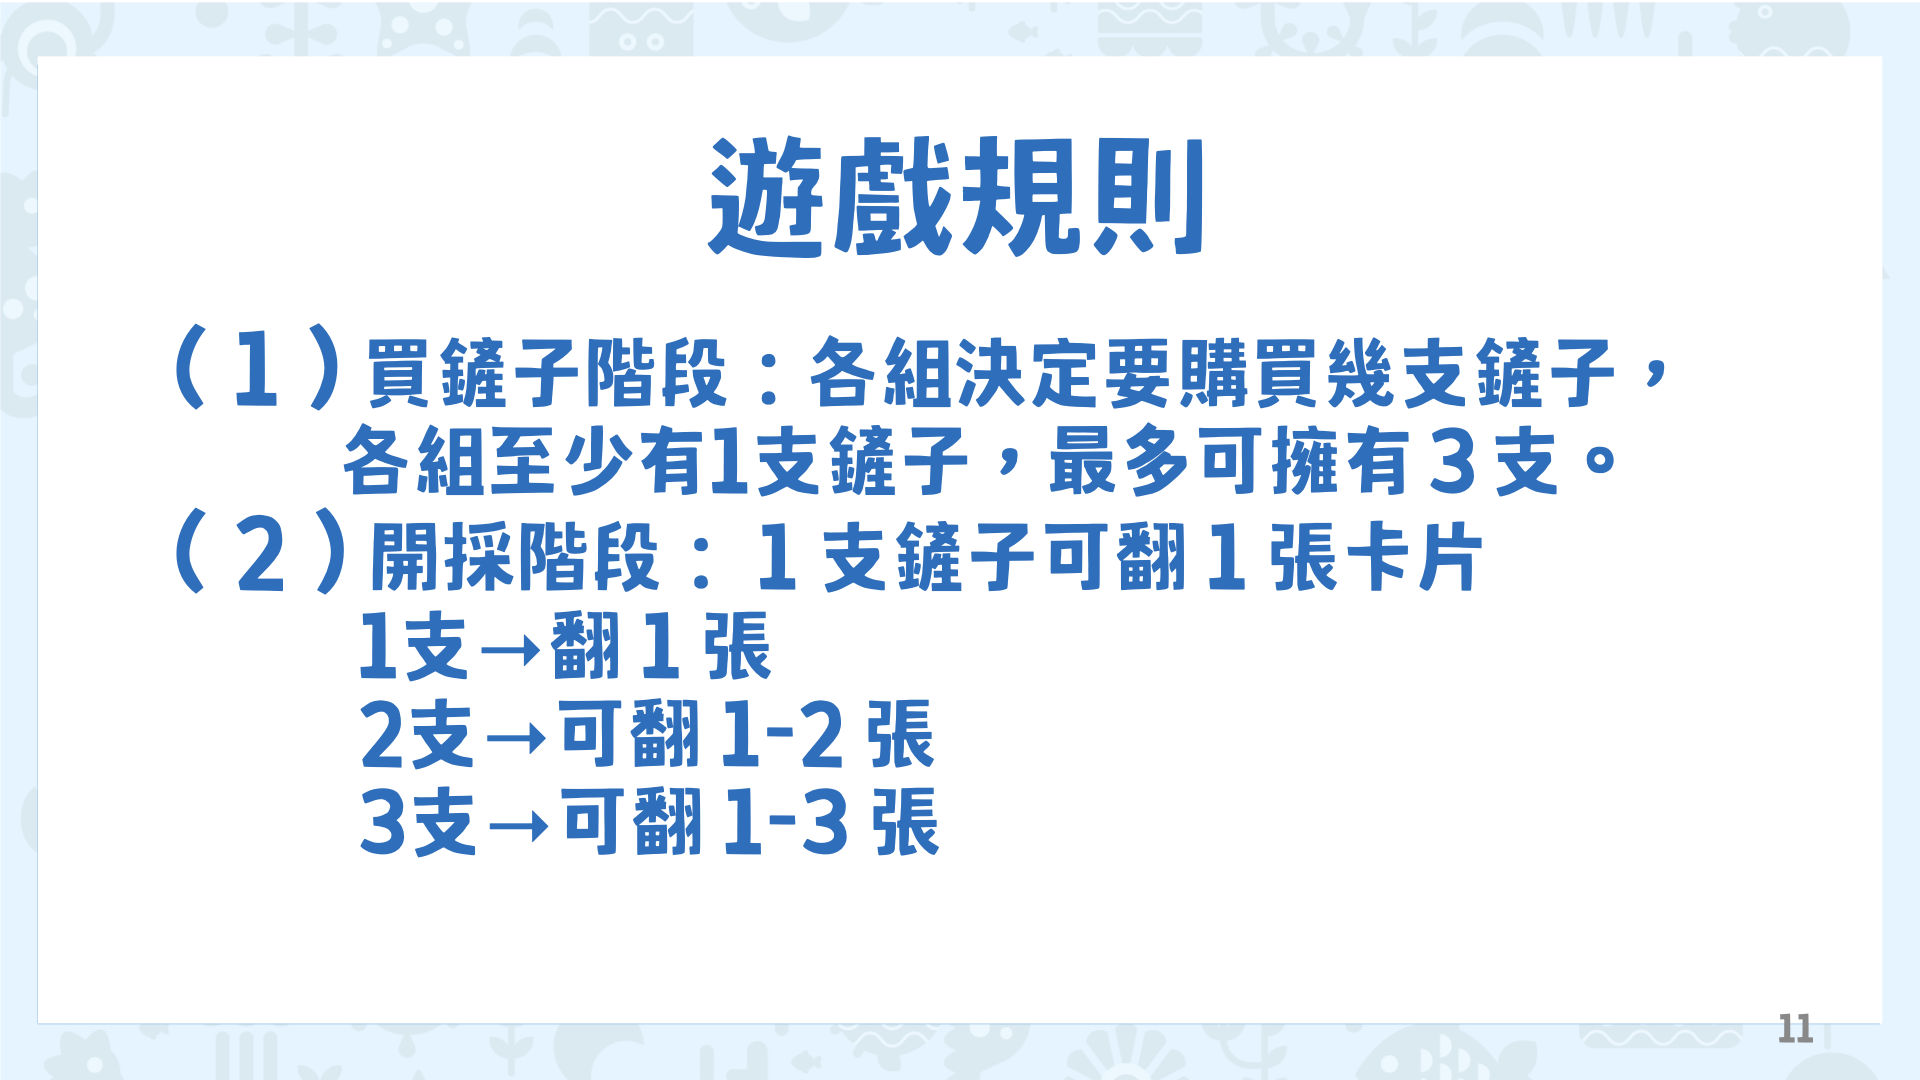 遊戲規則
(1)買鏟子階段：各組決定要購買幾支鏟子，
各組至少有1支鏟子，最多可擁有3支。
(2)開採階段：1支鏟子可翻1張卡片
1支→翻1張
2支→可翻1-2張
3支→可翻1-3張
11